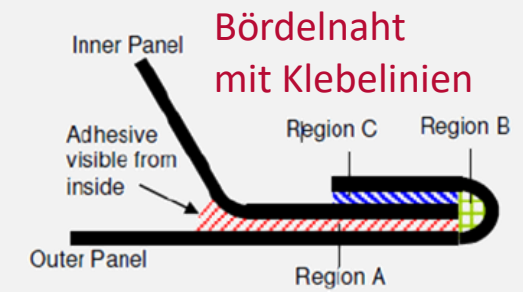 Bördelnaht
mit Klebelinien
Inner Panel
Adhesive
visible from
inside
Region C
Region B
Outer Panel
Region A